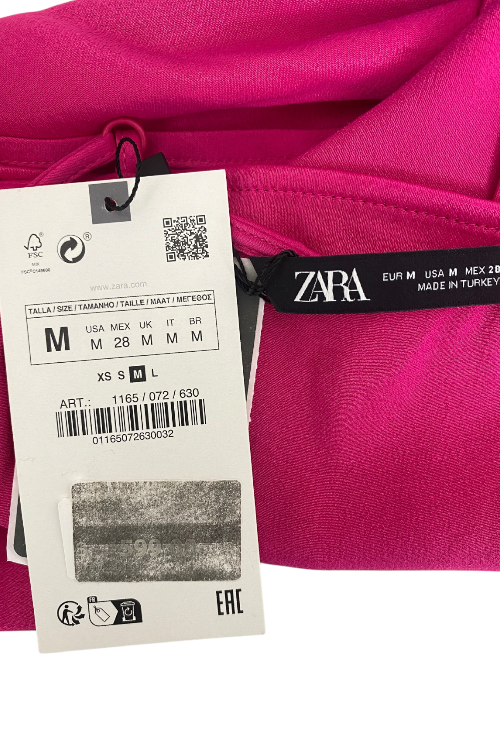 FSC
®
www.zara.com
TALLA / SIZE / TAMANHO / TAILLE / MAAT / ΜΕΓΕΘΟΣ
M
USA MEX UK IT BR
M 28 M M M
XS S M L
ART.: 1165 / 072 / 630
01165072630032
FR
EAC
ZARA
EUR M USA M MEX 28
MADE IN TURKEY